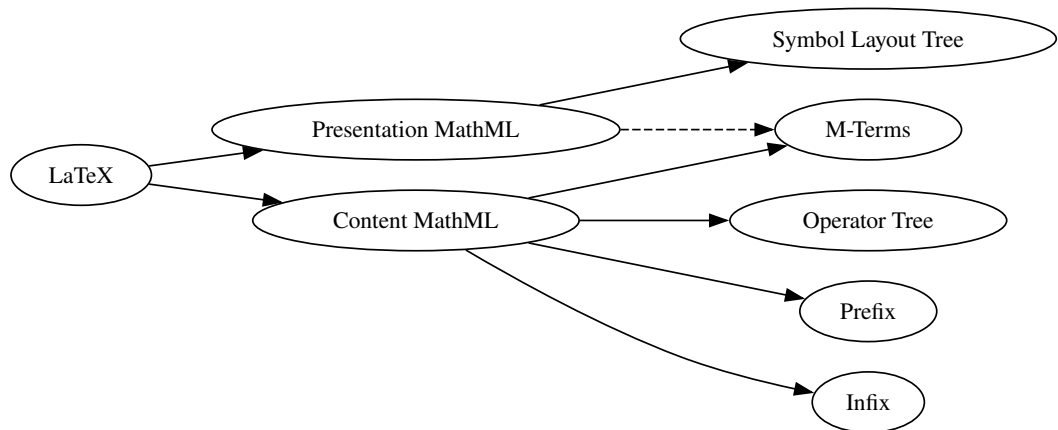 Symbol Layout Tree
Presentation MathML
M-Terms
LaTeX
Content MathML
Operator Tree
Prefix
Infix